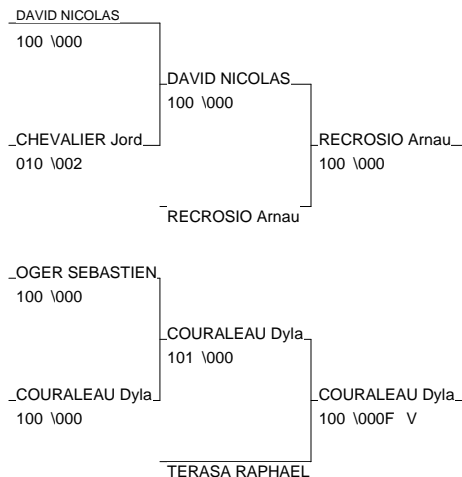 DAVID NICOLAS
100 \000
DAVID NICOLAS
100 \000
CHEVALIER Jord
010 \002
RECROSIO Arnau
100 \000
RECROSIO Arnau
OGER SEBASTIEN
100 \000
COURALEAU Dyla
101 \000
COURALEAU Dyla
100 \000
COURALEAU Dyla
100 \000F V
TERASA RAPHAEL